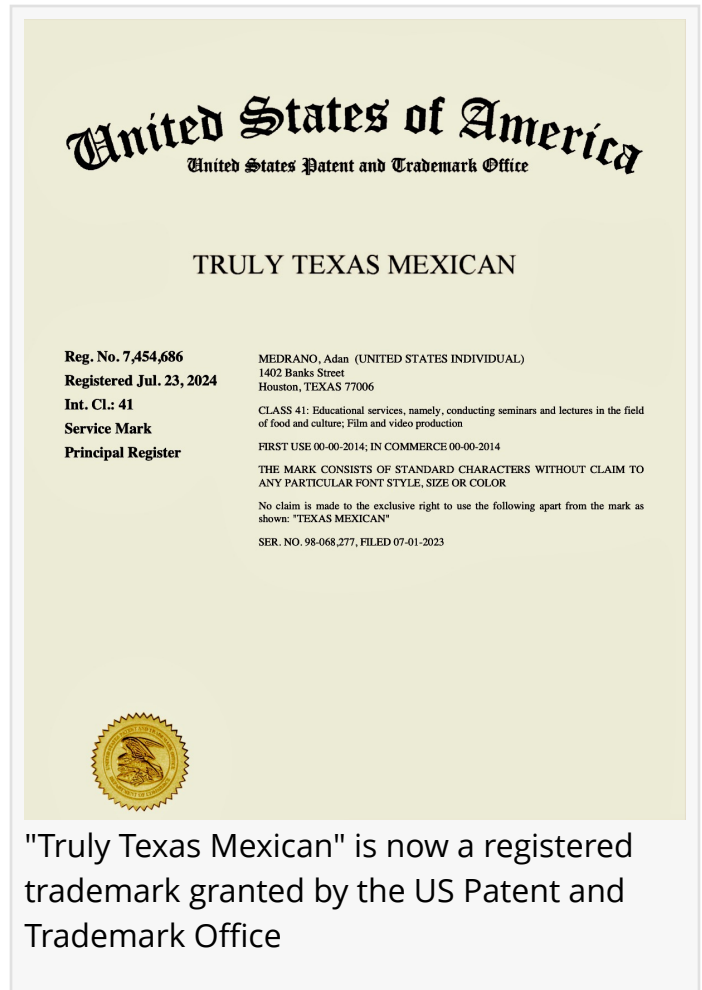 United States of America
United States Patent and Trademark Office
TRULY TEXAS MEXICAN
Reg. No. 7,454,686
Registered Jul. 23, 2024
Int. Cl.: 41
Service Mark
Principal Register
MEDRANO, Adan (UNITED STATES INDIVIDUAL)
1402 Banks Street
Houston, TEXAS 77006
CLASS 41: Educational services, namely, conducting seminars and lectures in the field
of food and culture; Film and video production
FIRST USE 00-00-2014; IN COMMERCE 00-00-2014
THE MARK CONSISTS OF STANDARD CHARACTERS WITHOUT CLAIM TO
ANY PARTICULAR FONT STYLE, SIZE OR COLOR
No claim is made to the exclusive right to use the following apart from the mark as
shown: "TEXAS MEXICAN"
SER. NO. 98-068,277, FILED 07-01-2023
"Truly Texas Mexican" is now a registered
trademark granted by the US Patent and
Trademark Office